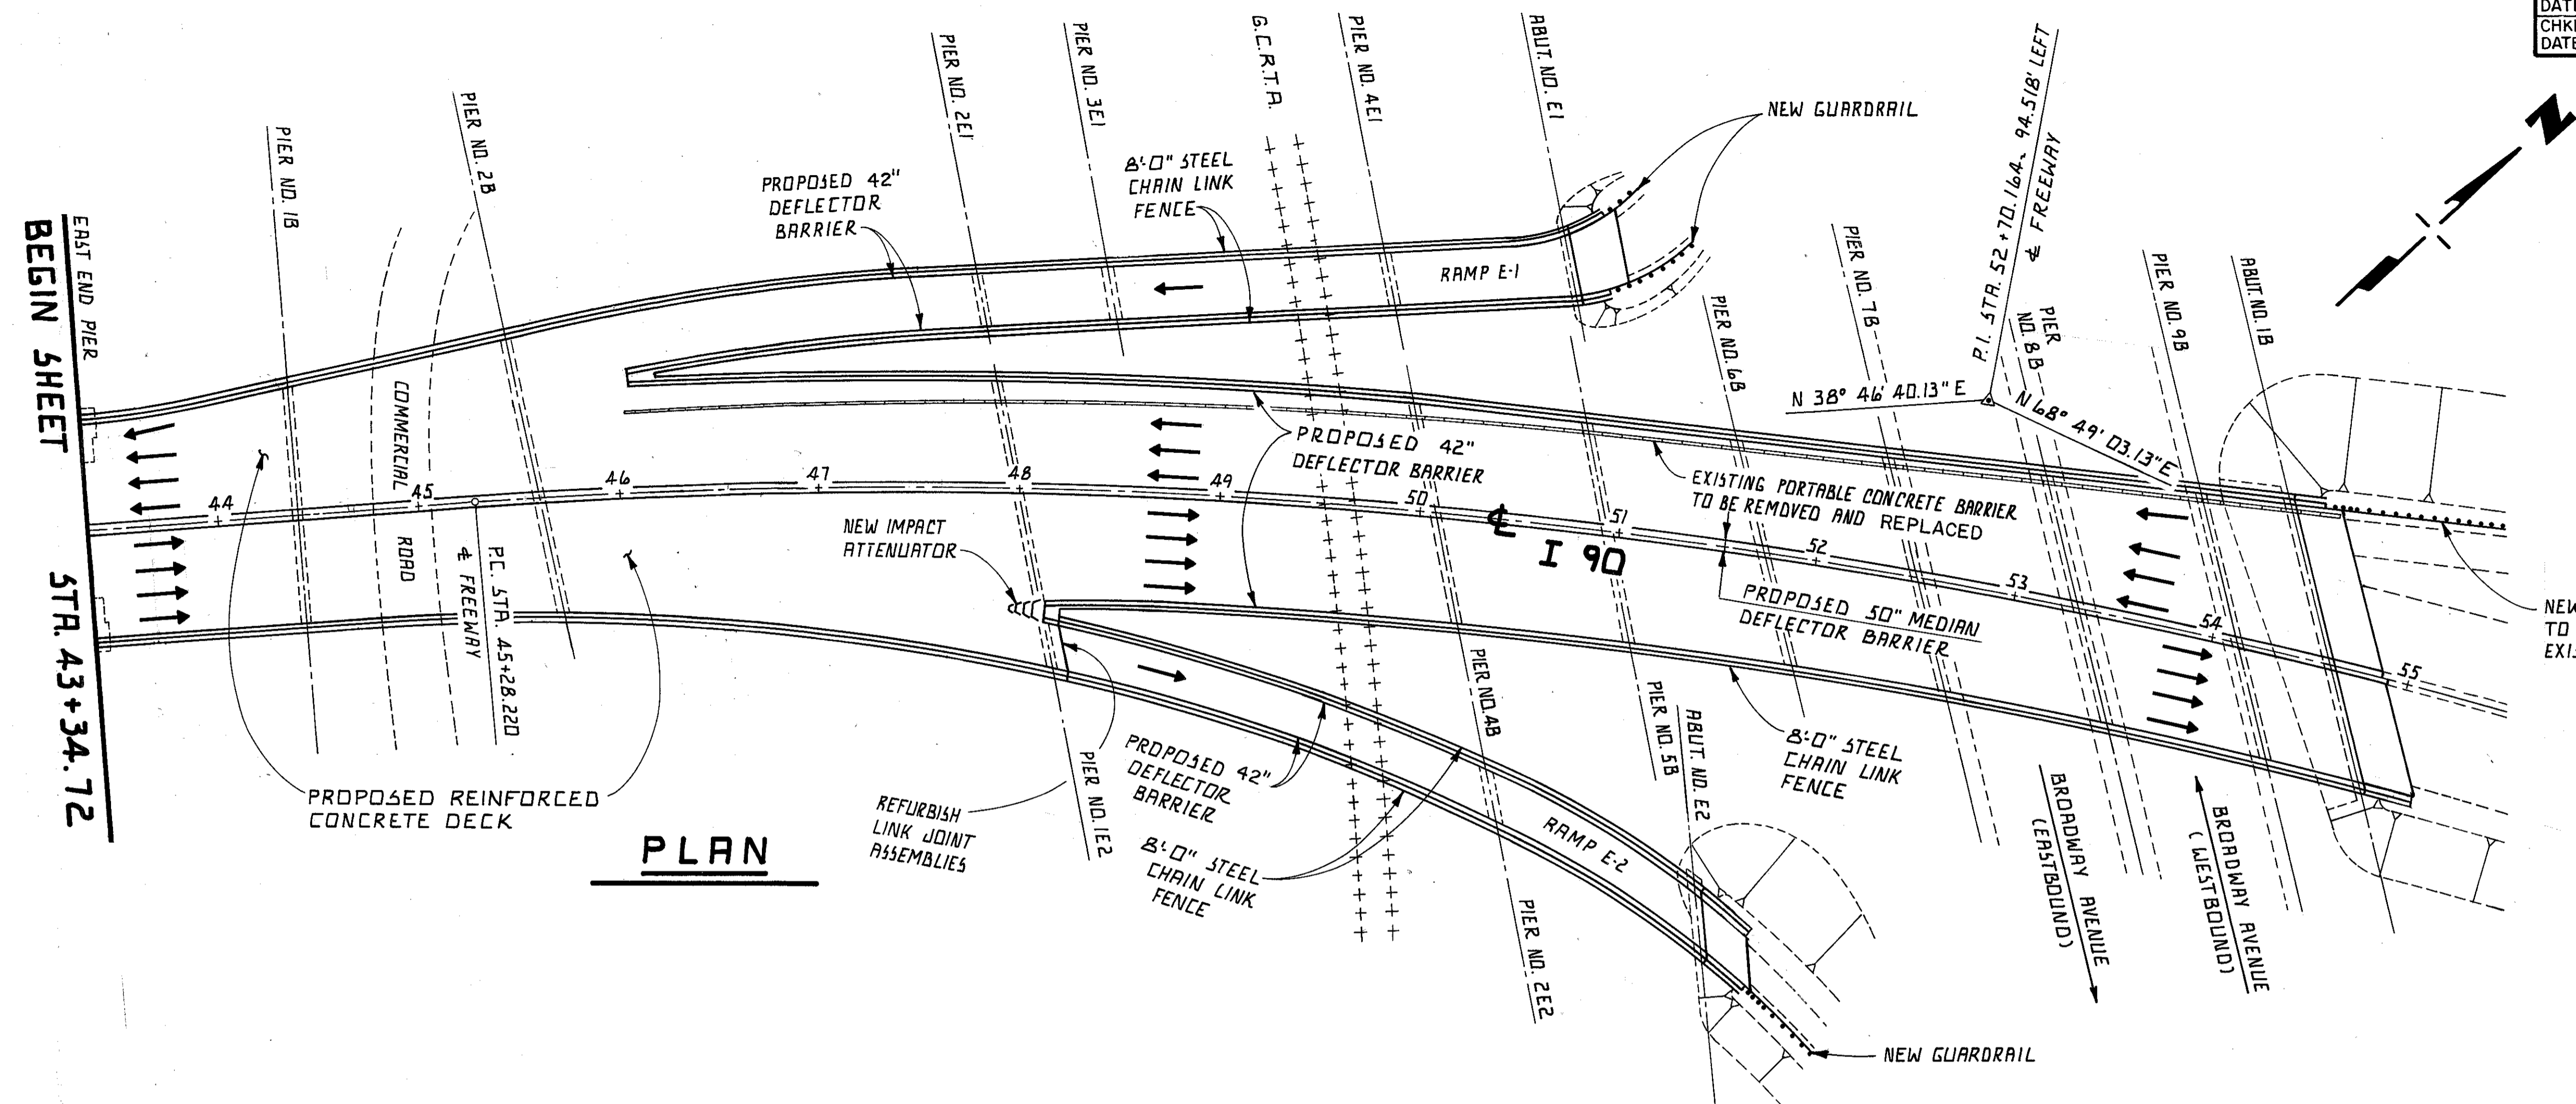 DATE
CHK
DATE
PIER NO. 1B
PIER NO. 2B
PIER NO. 2E1
PIER NO. 3E1
G.C.R.T.A.
PIER NO. 4E1
ABUT. NO. E1
NEW GUARDRAIL
P.I. STA. 52+70.164, 94.518' LEFT
℄ FREEWAY
N
PROPOSED 42"
DEFLECTOR
BARRIER
8'-0" STEEL
CHAIN LINK
FENCE
RAMP E-1
PIER NO. 6B
PIER NO. 7B
PIER
NO. 8B
PIER NO. 9B
ABUT. NO. 1B
EAST END PIER
BEGIN SHEET STA. 43+34.72
COMMERCIAL
ROAD
N 38° 46' 40.13" E
N 68° 49' 03.13" E
PROPOSED 42"
DEFLECTOR BARRIER
EXISTING PORTABLE CONCRETE BARRIER
TO BE REMOVED AND REPLACED
44
45
46
47
48
49
50
51
52
53
54
55
℄ I 90
NEW IMPACT
ATTENUATOR
P.C. STA. 45+28.220
℄ FREEWAY
PROPOSED 50" MEDIAN
DEFLECTOR BARRIER
NEW
TO
PIER NO. 4B
PIER NO. 5B
ABUT. NO. E2
8'-0" STEEL
CHAIN LINK
FENCE
PROPOSED REINFORCED
CONCRETE DECK
PLAN
REFURBISH
LINK JOINT
ASSEMBLIES
PIER NO. 1E2
PROPOSED 42"
DEFLECTOR
BARRIER
8'-0" STEEL
CHAIN LINK
FENCE
RAMP E-2
PIER NO. 2E2
BROADWAY AVENUE
(EASTBOUND)
BROADWAY AVENUE
(WESTBOUND)
NEW GUARDRAIL